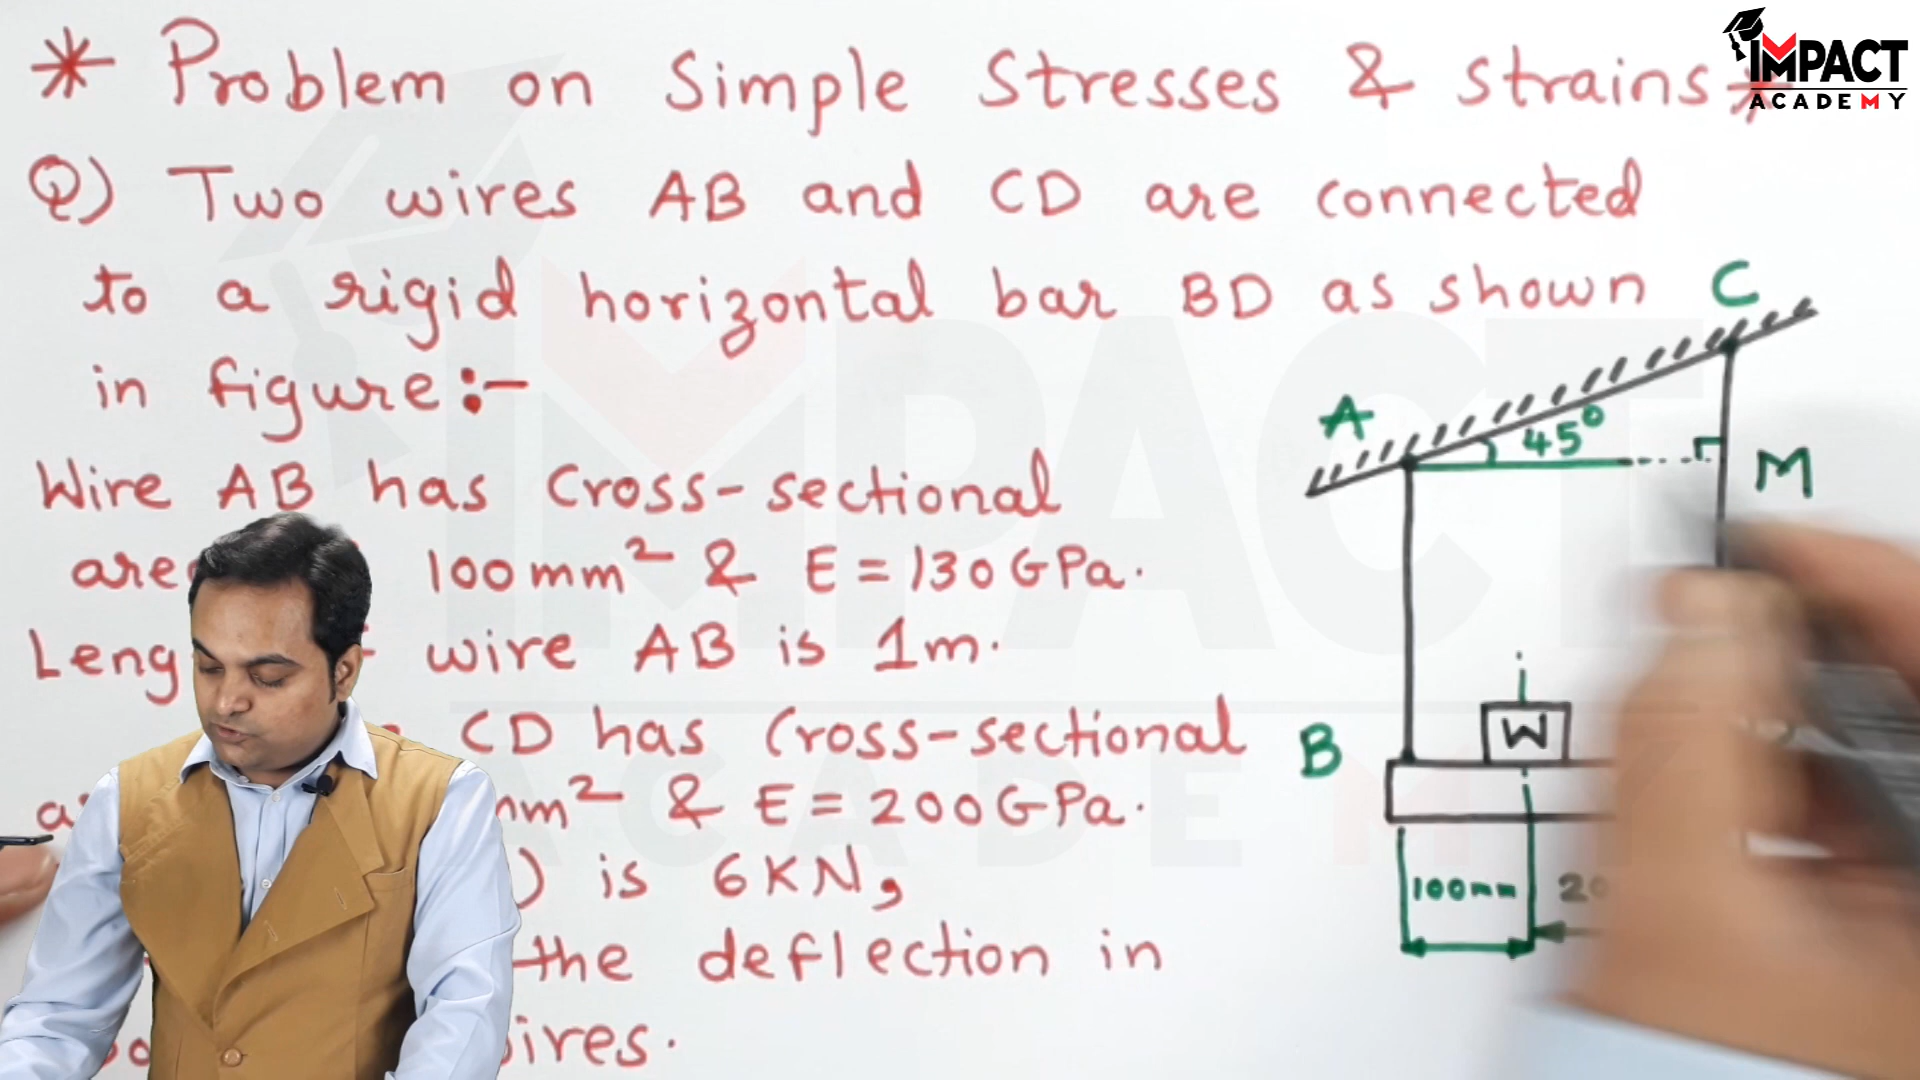 * Problem on Simple Stresses & Strains *
IMPACT
ACADEMY
Q) Two wires AB and CD are connected
to a rigid horizontal bar BD as shown
in figure:-
Wire AB has Cross-sectional
100mm² & E = 130GPa.
wire AB is 1m.
CD has Cross-sectional
& E = 200GPa.
is 6KN,
the deflection in
C
A
45°
M
B
W
100mm